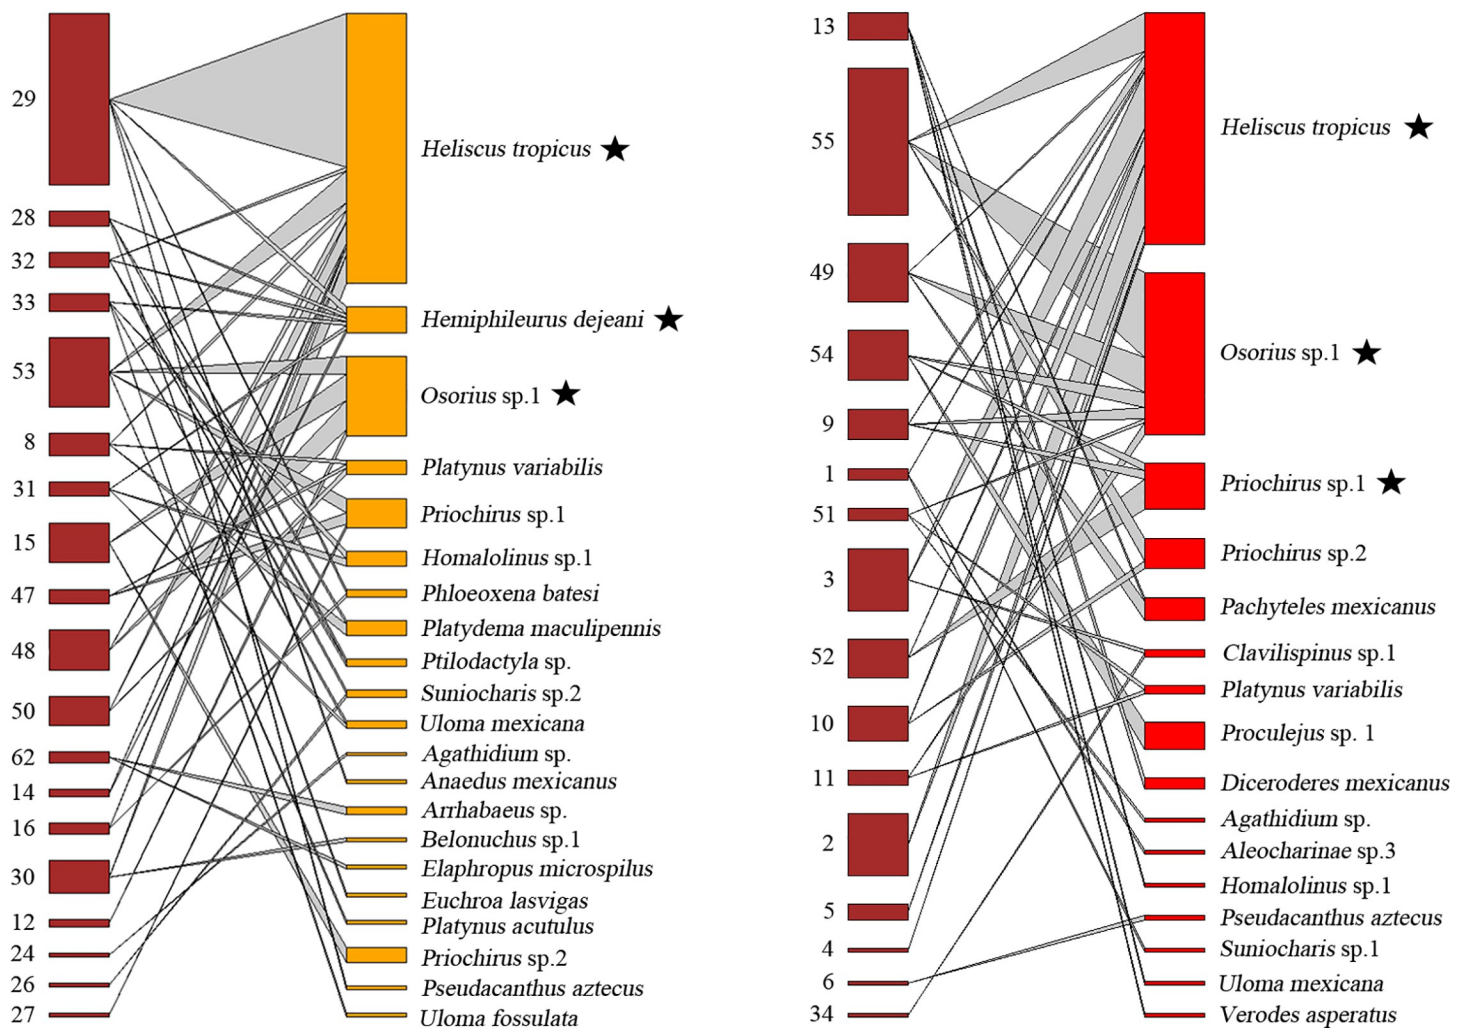 29
28
32
33
53
8
31
15
47
48
50
62
14
16
30
12
24
26
27
Heliscus tropicus ★
Hemiphileurus dejeani ★
Osorius sp.1 ★
Platynus variabilis
Priochirus sp.1
Homalolinus sp.1
Phloeoxena batesi
Platydema maculipennis
Ptilodactyla sp.
Suniocharis sp.2
Uloma mexicana
Agathidium sp.
Anaedus mexicanus
Arrhabaeus sp.
Belonuchus sp.1
Elaphropus microspilus
Euchroa lasvigas
Platynus acutulus
Priochirus sp.2
Pseudacanthus aztecus
Uloma fossulata
13
55
49
54
9
1
51
3
52
10
11
2
5
4
6
34
Heliscus tropicus ★
Osorius sp.1 ★
Priochirus sp.1 ★
Priochirus sp.2
Pachyteles mexicanus
Clavilispinus sp.1
Platynus variabilis
Proculejus sp. 1
Diceroderes mexicanus
Agathidium sp.
Aleocharinae sp.3
Homalolinus sp.1
Pseudacanthus aztecus
Suniocharis sp.1
Uloma mexicana
Verodes asperatus